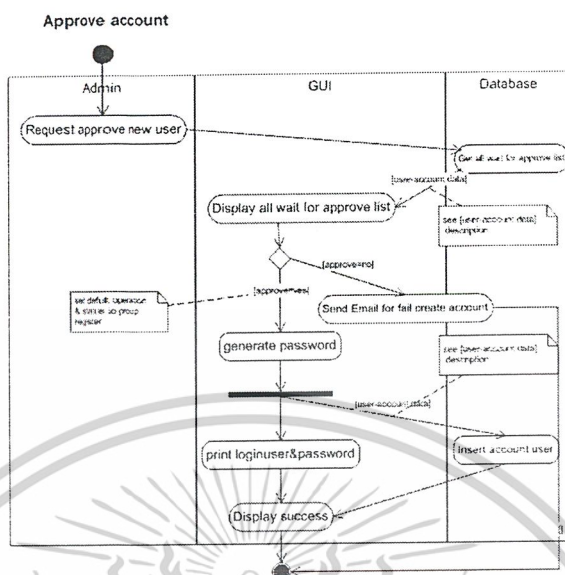 Approve account
Admin
GUI
Database
Request approve new user
Get all wait for approve list
[user-account data]
Display all wait for approve list
see [user-account data]
description
[approve=no]
[approve=yes]
Send Email for fail create account
generate password
see [user-account data]
description
[user-account data]
print loginuser&password
Insert account user
Display success